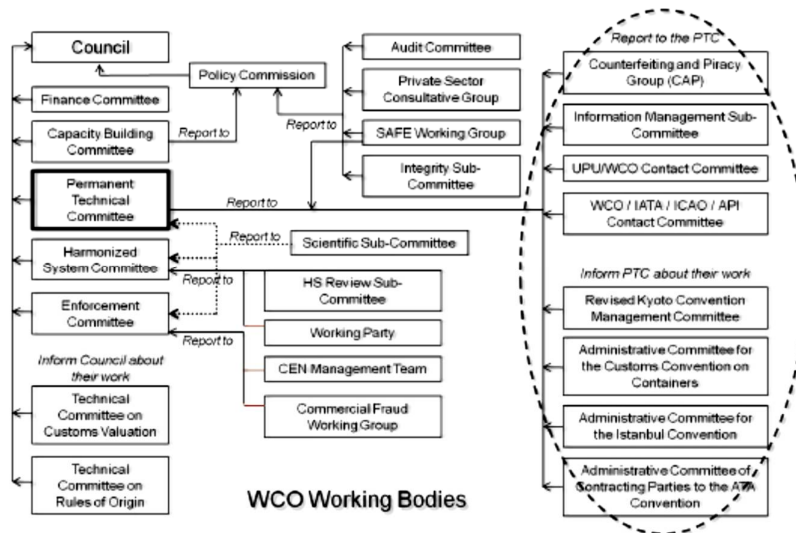 Council
Policy Commission
Finance Committee
Capacity Building
Committee
Report to
Permanent
Technical
Committee
Report to
Harmonized
System Committee
Report to
Enforcement
Committee
Report to
Inform Council about
their work
Technical
Committee on
Customs Valuation
Technical
Committee on
Rules of Origin
Audit Committee
Private Sector
Consultative Group
Report to
SAFE Working Group
Integrity Sub-
Committee
Report to
Scientific Sub-Committee
HS Review Sub-
Committee
Working Party
CEN Management Team
Commercial Fraud
Working Group
WCO Working Bodies
Report to the PTC
Counterfeiting and Piracy
Group (CAP)
Information Management Sub-
Committee
UPU/WCO Contact Committee
WCO / IATA / ICAO / API
Contact Committee
Inform PTC about their work
Revised Kyoto Convention
Management Committee
Administrative Committee for
the Customs Convention on
Containers
Administrative Committee for
the Istanbul Convention
Administrative Committee of
Contracting Parties to the ATA
Convention